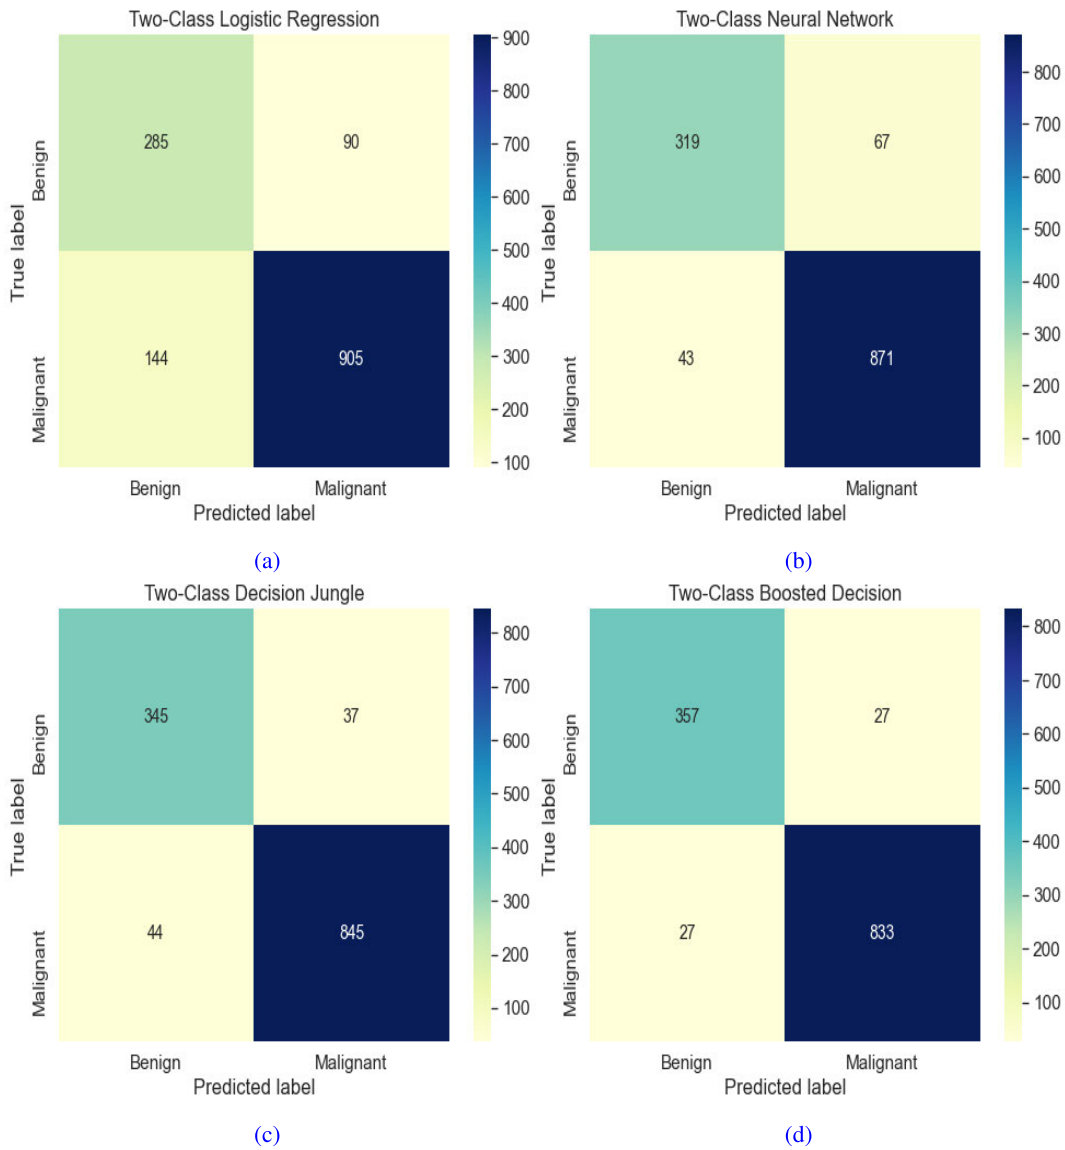 Two-Class Logistic Regression
Benign
Malignant
True label
285
90
144
905
Benign
Malignant
Predicted label
900
800
700
600
500
400
300
200
100
(a)
Two-Class Neural Network
Benign
Malignant
True label
319
67
43
871
Benign
Malignant
Predicted label
800
700
600
500
400
300
200
100
(b)
Two-Class Decision Jungle
Benign
Malignant
True label
345
37
44
845
Benign
Malignant
Predicted label
800
700
600
500
400
300
200
100
(c)
Two-Class Boosted Decision
Benign
Malignant
True label
357
27
27
833
Benign
Malignant
Predicted label
800
700
600
500
400
300
200
100
(d)